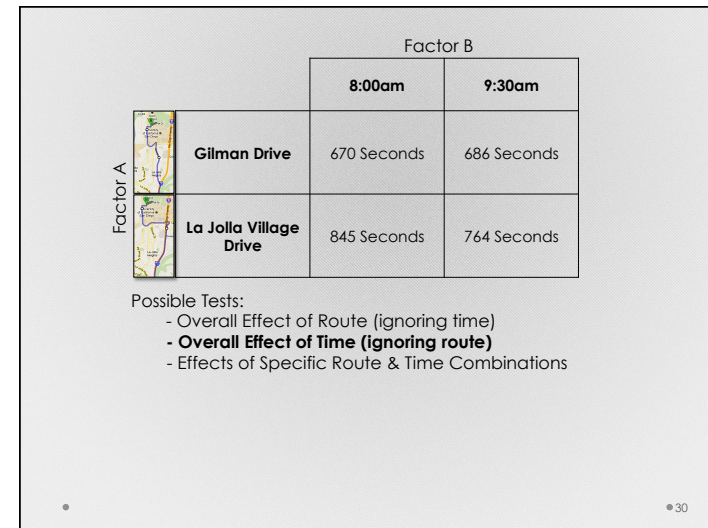 Factor B
8:00am 9:30am
Factor A
Gilman Drive 670 Seconds 686 Seconds
La Jolla Village
Drive 845 Seconds 764 Seconds
Possible Tests:
- Overall Effect of Route (ignoring time)
- Overall Effect of Time (ignoring route)
- Effects of Specific Route & Time Combinations
30